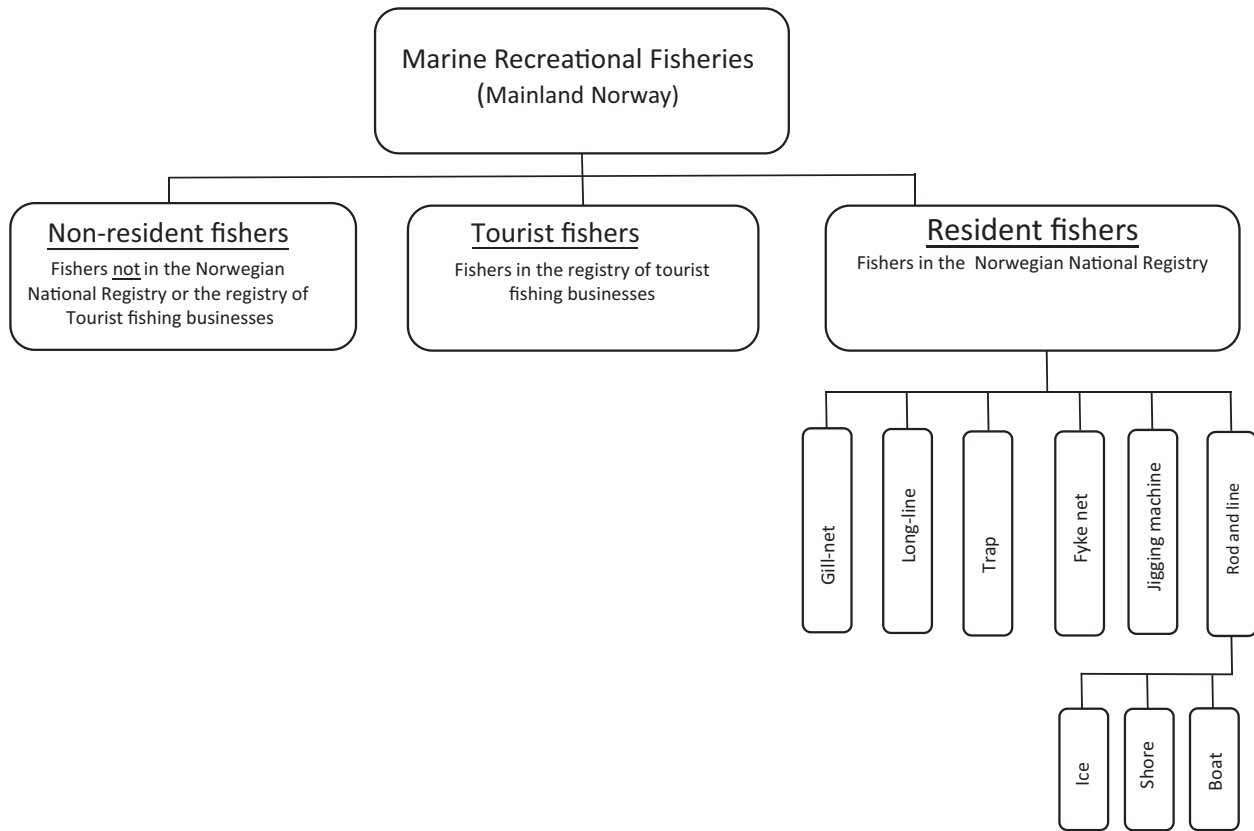 Marine Recreational Fisheries
(Mainland Norway)
Non-resident fishers
Fishers not in the Norwegian
National Registry or the registry of
Tourist fishing businesses
Tourist fishers
Fishers in the registry of tourist
fishing businesses
Resident fishers
Fishers in the Norwegian National Registry
Gill-net
Long-line
Trap
Fyke net
Jigging machine
Rod and line
Ice
Shore
Boat